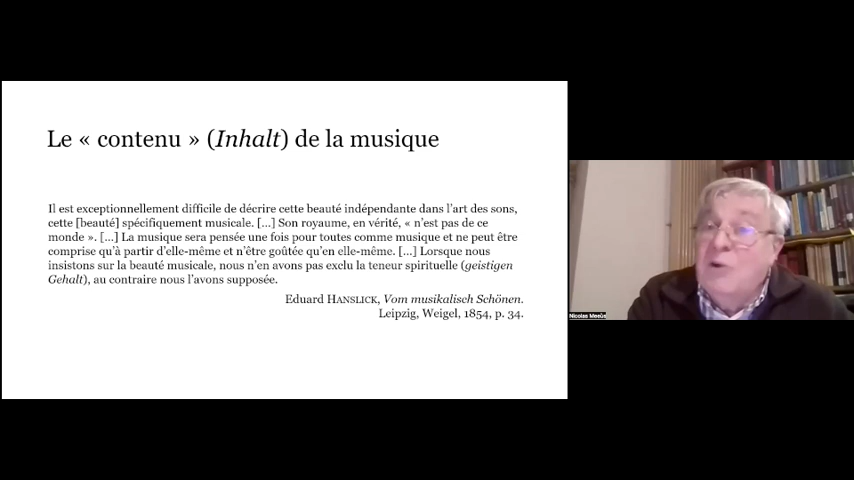 Le « contenu » (Inhalt) de la musique
Il est exceptionnellement difficile de décrire cette beauté indépendante dans l'art des sons,
cette [beauté] spécifiquement musicale. [...] Son royaume, en vérité, « n'est pas de ce
monde ». [...] La musique sera pensée une fois pour toutes comme musique et ne peut être
comprise qu'à partir d'elle-même et n'être goûtée qu'en elle-même. [...] Lorsque nous
insistons sur la beauté musicale, nous n'en avons pas exclu la teneur spirituelle (geistigen
Gehalt), au contraire nous l'avons supposée.
Eduard HANSLICK, Vom musikalisch Schönen.
Leipzig, Weigel, 1854, p. 34.
Nicolas Meeùs